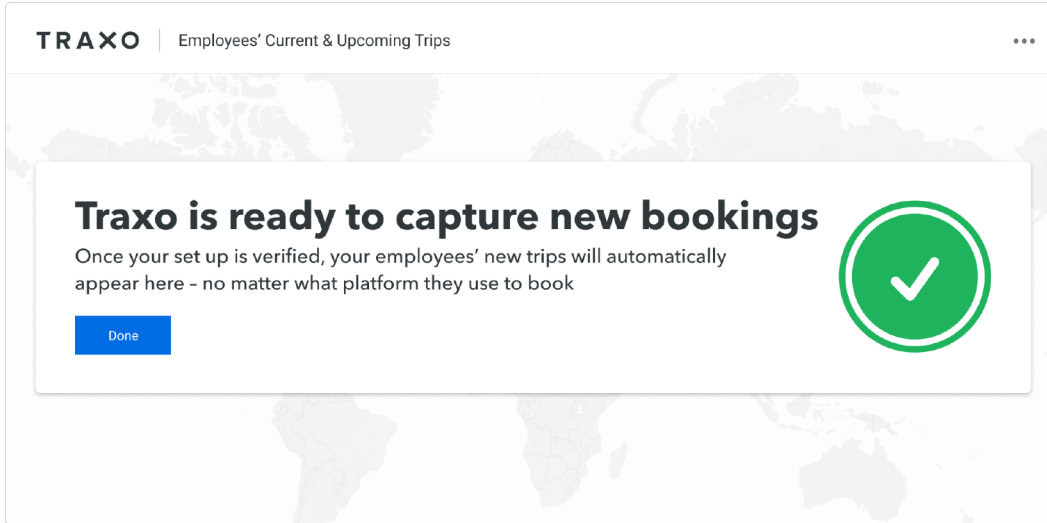 TRAXO
Employees’ Current & Upcoming Trips
Traxo is ready to capture new bookings
Once your set up is verified, your employees’ new trips will automatically
appear here – no matter what platform they use to book
Done